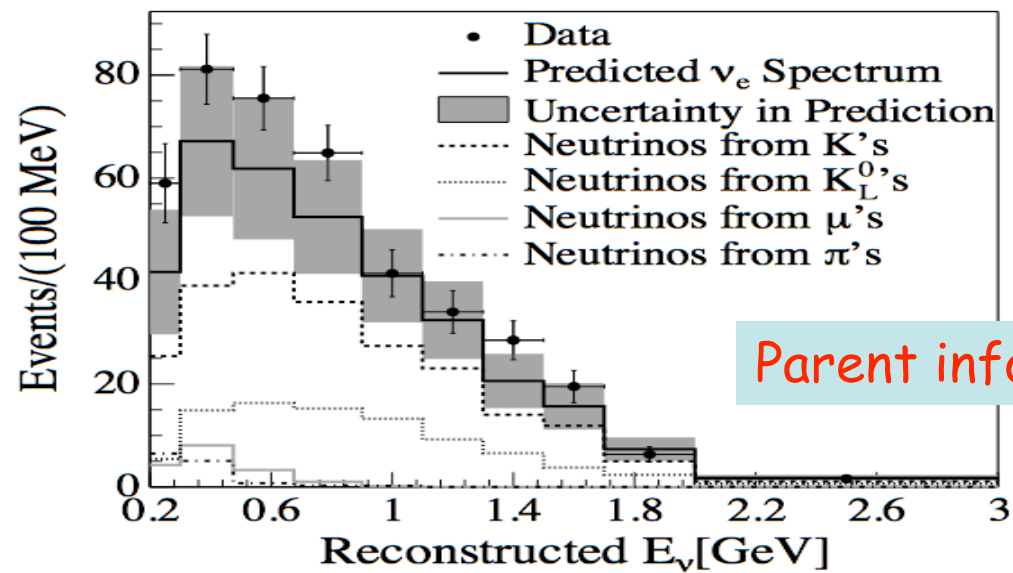 Data
Predicted νe Spectrum
Uncertainty in Prediction
Neutrinos from K's
Neutrinos from K⁰L's
Neutrinos from μ's
Neutrinos from π's
Events/(100 MeV)
80
60
40
20
0
Parent info
0.2 0.6 1 1.4 1.8 2.2 2.6 3
Reconstructed Eν[GeV]